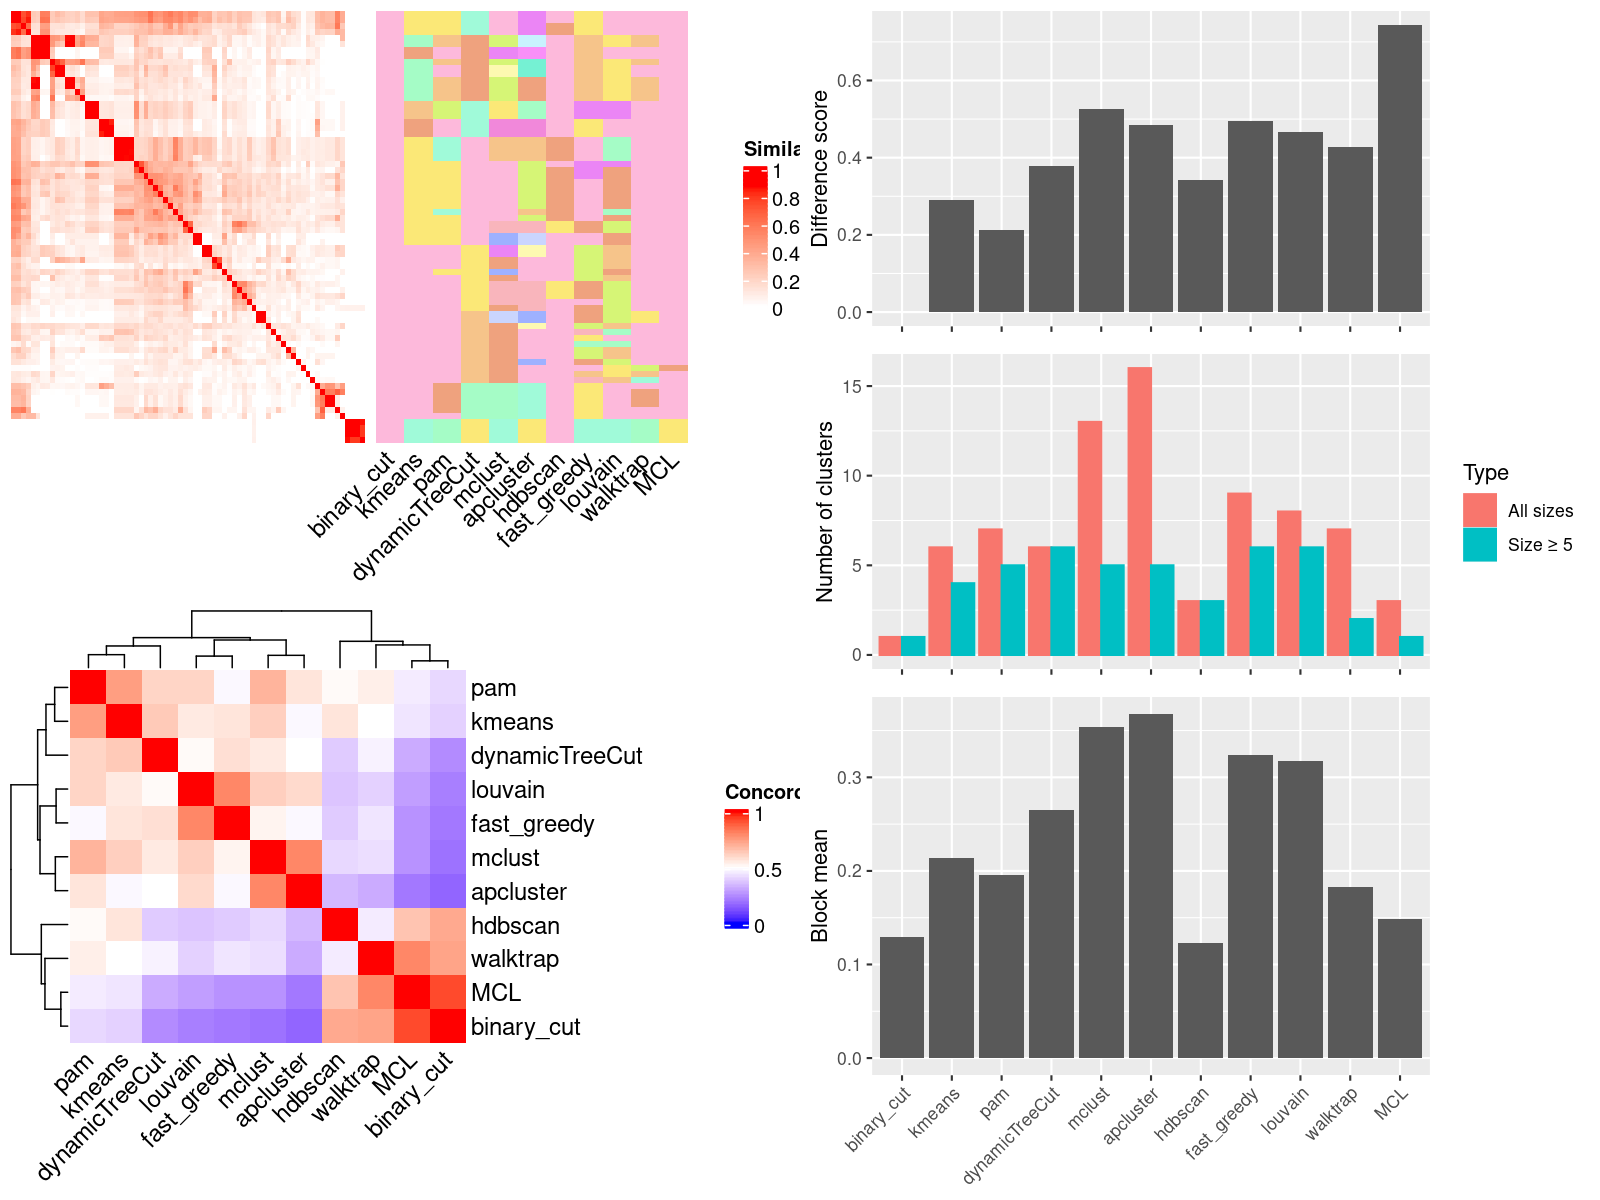 Simila
1
0.8
0.6
0.4
0.2
0
binary_cut
kmeans
pam
dynamicTreeCut
mclust
apcluster
hdbscan
fast_greedy
louvain
walktrap
MCL
pam
kmeans
dynamicTreeCut
louvain
fast_greedy
mclust
apcluster
hdbscan
walktrap
MCL
binary_cut
pam
kmeans
dynamicTreeCut
louvain
fast_greedy
mclust
apcluster
hdbscan
walktrap
MCL
binary_cut
Concord
1
0.5
0
Difference score
0.6
0.4
0.2
0.0
Number of clusters
15
10
5
0
Block mean
0.3
0.2
0.1
0.0
binary_cut
kmeans
pam
dynamicTreeCut
mclust
apcluster
hdbscan
fast_greedy
louvain
walktrap
MCL
Type
All sizes
Size ≥ 5